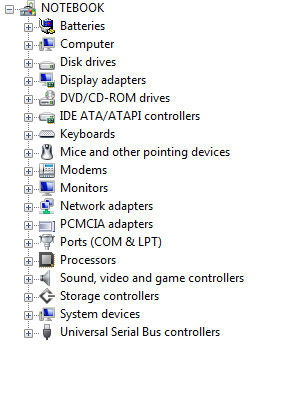 NOTEBOOK
Batteries
Computer
Disk drives
Display adapters
DVD/CD-ROM drives
IDE ATA/ATAPI controllers
Keyboards
Mice and other pointing devices
Modems
Monitors
Network adapters
PCMCIA adapters
Ports (COM & LPT)
Processors
Sound, video and game controllers
Storage controllers
System devices
Universal Serial Bus controllers